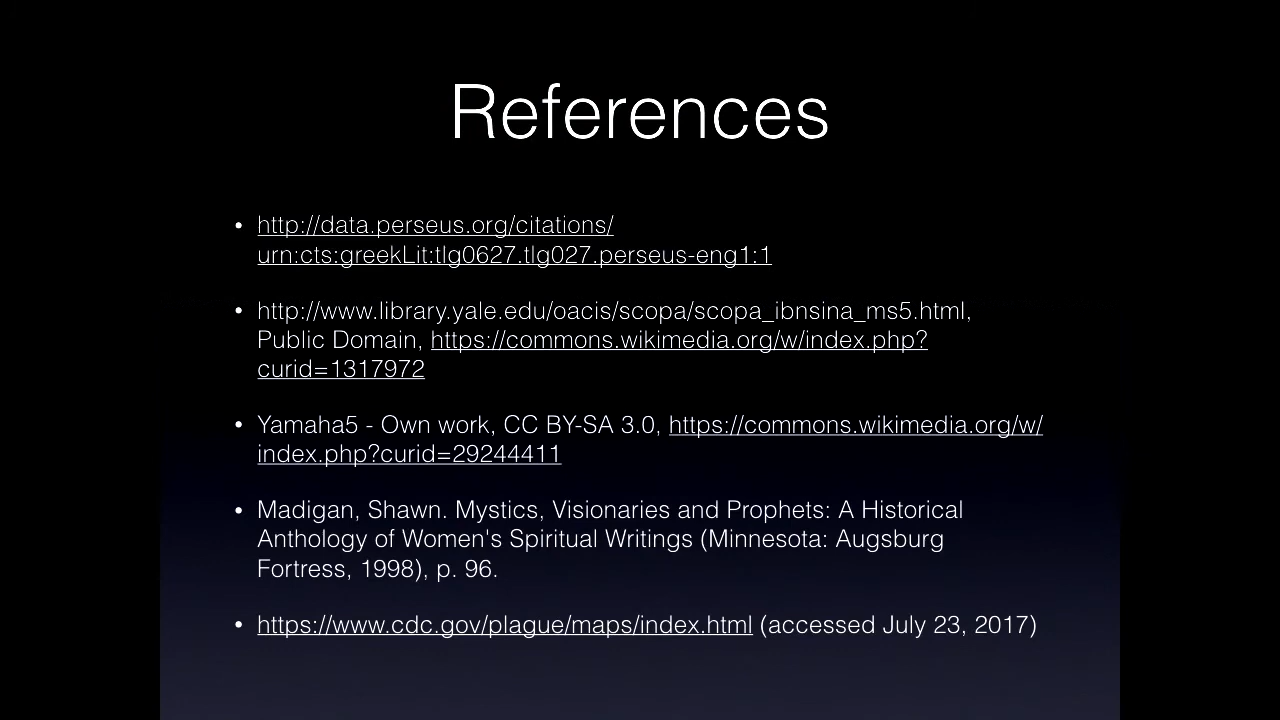 References
• http://data.perseus.org/citations/
urn:cts:greekLit:tlg0627.tlg027.perseus-eng1:1
• http://www.library.yale.edu/oacis/scopa/scopa_ibnsina_ms5.html,
Public Domain, https://commons.wikimedia.org/w/index.php?
curid=1317972
• Yamaha5 - Own work, CC BY-SA 3.0, https://commons.wikimedia.org/w/
index.php?curid=29244411
• Madigan, Shawn. Mystics, Visionaries and Prophets: A Historical
Anthology of Women's Spiritual Writings (Minnesota: Augsburg
Fortress, 1998), p. 96.
• https://www.cdc.gov/plague/maps/index.html (accessed July 23, 2017)